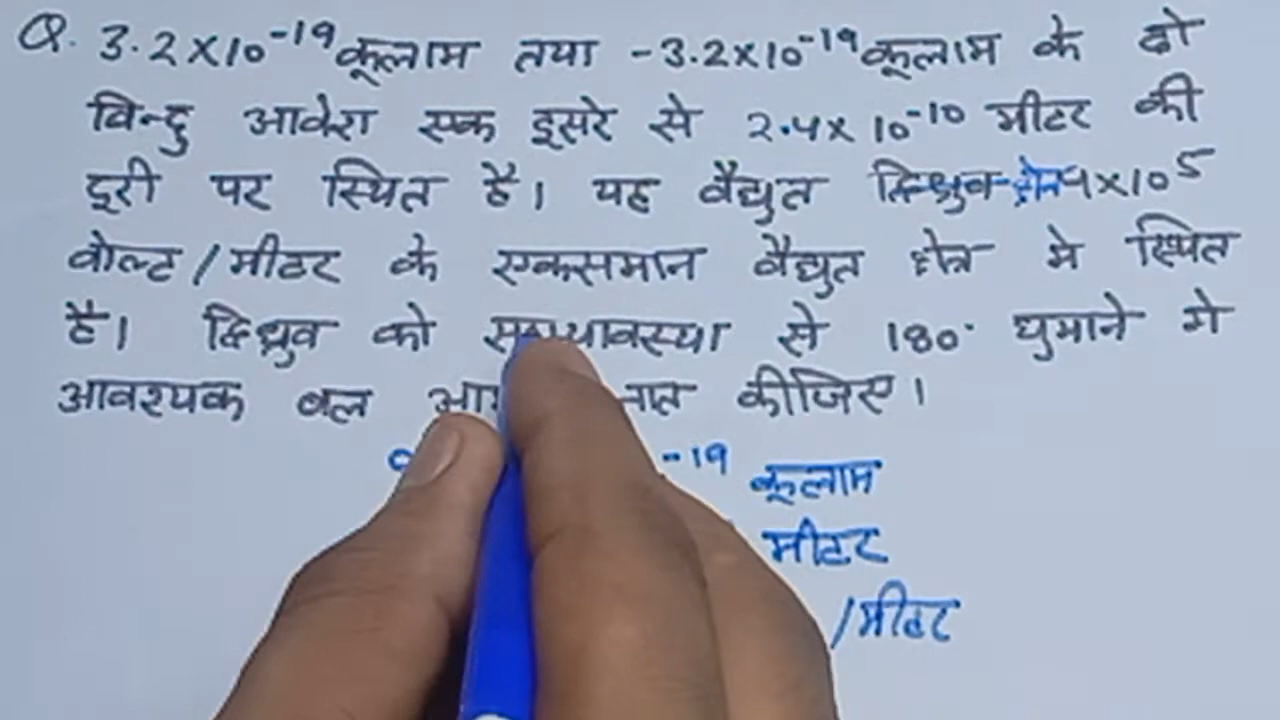 Q. 3.2×10⁻¹⁹ कूलाम तथा -3.2×10⁻¹⁹ कूलाम के दो
विन्दु आवेश एक दूसरे से 2.4× 10⁻¹⁰ मीटर की
दूरी पर स्थित है। यह वैद्युत द्विध्रुव 4×10⁵
वोल्ट/मीटर के एकसमान वैद्युत क्षेत्र मे स्थित
है। द्विध्रुव को से 180° घुमाने मे
आवश्यक बल कीजिए।
-19 कूलाम
मीटर
/मीटर